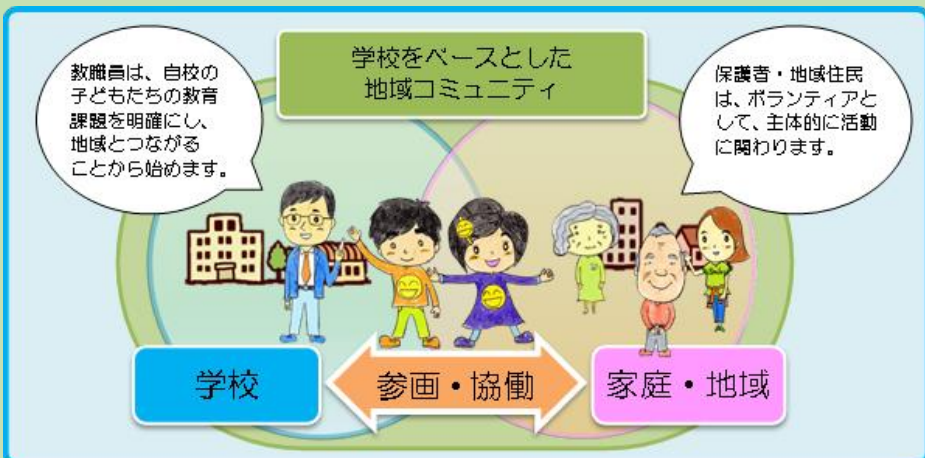 学校をベースとした
地域コミュニティ
教職員は、自校の
子どもたちの教育
課題を明確にし、
地域とつながる
ことから始めます。
保護者・地域住民
は、ボランティアと
して、主体的に活動
に関わります。
学校
参画・協働
家庭・地域